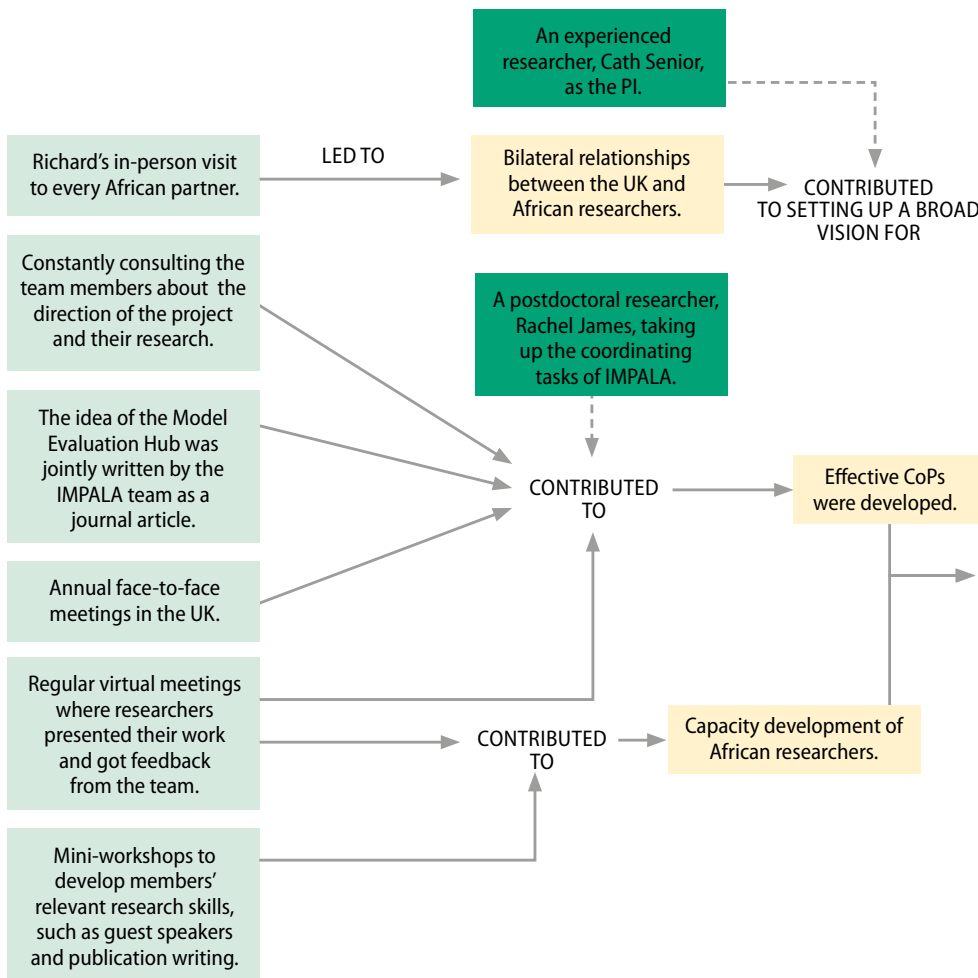 An experienced
researcher, Cath Senior,
as the PI.
Richard's in-person visit
to every African partner.
LED TO
Bilateral relationships
between the UK and
African researchers.
CONTRIBUTED
TO SETTING UP A BROAD
VISION FOR
Constantly consulting the
team members about the
direction of the project
and their research.
A postdoctoral researcher,
Rachel James, taking
up the coordinating
tasks of IMPALA.
The idea of the Model
Evaluation Hub was
jointly written by the
IMPALA team as a
journal article.
CONTRIBUTED
TO
Effective CoPs
were developed.
Annual face-to-face
meetings in the UK.
Regular virtual meetings
where researchers
presented their work
and got feedback
from the team.
CONTRIBUTED
TO
Capacity development of
African researchers.
Mini-workshops to
develop members'
relevant research skills,
such as guest speakers
and publication writing.